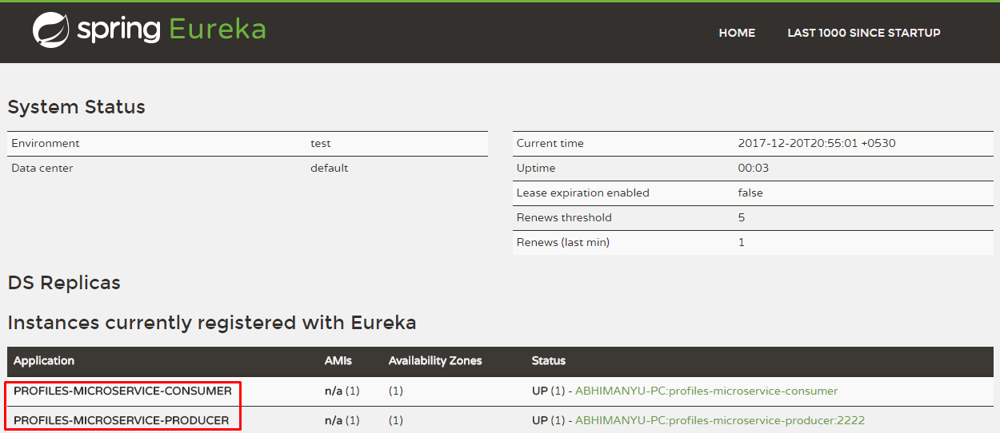 spring Eureka
HOME LAST 1000 SINCE STARTUP
System Status
Environment test
Data center default
Current time 2017-12-20T20:55:01 +0530
Uptime 00:03
Lease expiration enabled false
Renews threshold 5
Renews (last min) 1
DS Replicas
Instances currently registered with Eureka
Application AMIs Availability Zones Status
PROFILES-MICROSERVICE-CONSUMER n/a (1) (1) UP (1) - ABHIMANYU-PC:profiles-microservice-consumer
PROFILES-MICROSERVICE-PRODUCER n/a (1) (1) UP (1) - ABHIMANYU-PC:profiles-microservice-producer:2222